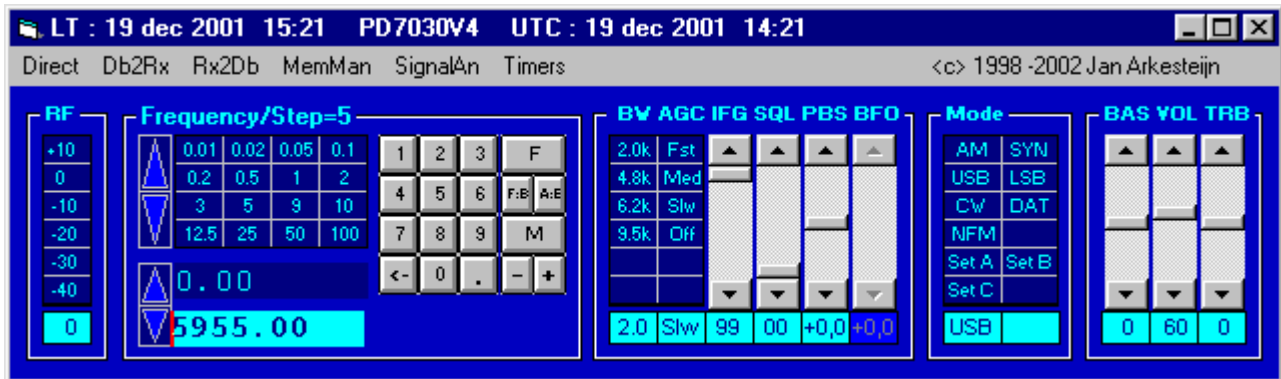 LT : 19 dec 2001 15:21 PD7030V4 UTC : 19 dec 2001 14:21
Direct Db2Rx Rx2Db MemMan SignalAn Timers <c> 1998 -2002 Jan Arkesteijn
RF
+10
0
-10
-20
-30
-40
0
Frequency/Step=5
0.01 0.02 0.05 0.1
0.2 0.5 1 2
3 5 9 10
12.5 25 50 100
0.00
5955.00
1 2 3 F
4 5 6 F:B A:E
7 8 9 M
<- 0 . - +
BW AGC IFG SQL PBS BFO
2.0k Fst
4.8k Med
6.2k Slw
9.5k Off
2.0 Slw 99 00 +0,0 +0,0
Mode
AM SYN
USB LSB
CW DAT
NFM
Set A Set B
Set C
USB
BAS VOL TRB
0 60 0